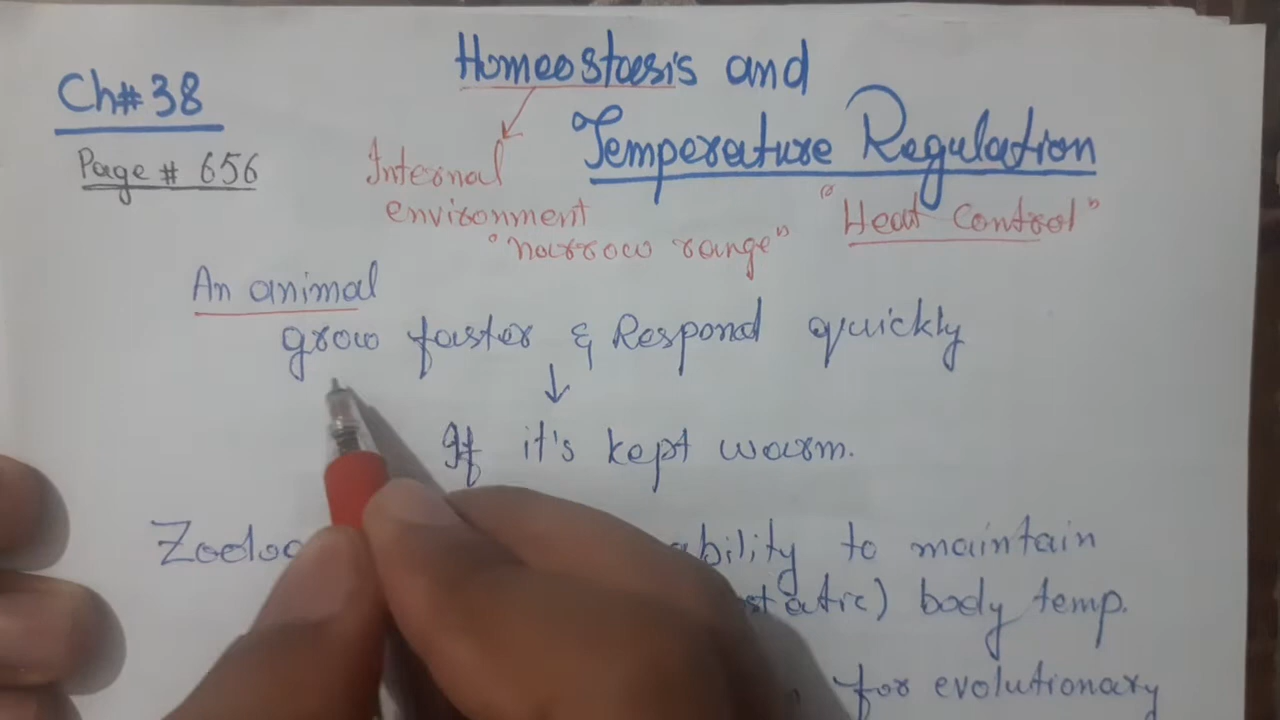 Homeostasis and
Ch# 38
Temperature Regulation
Page # 656
Internal
environment
"narrow range"
"Heat Control"
An animal
grow faster & Respond quickly
If it's kept warm.
ability to maintain
body temp.
for evolutionary